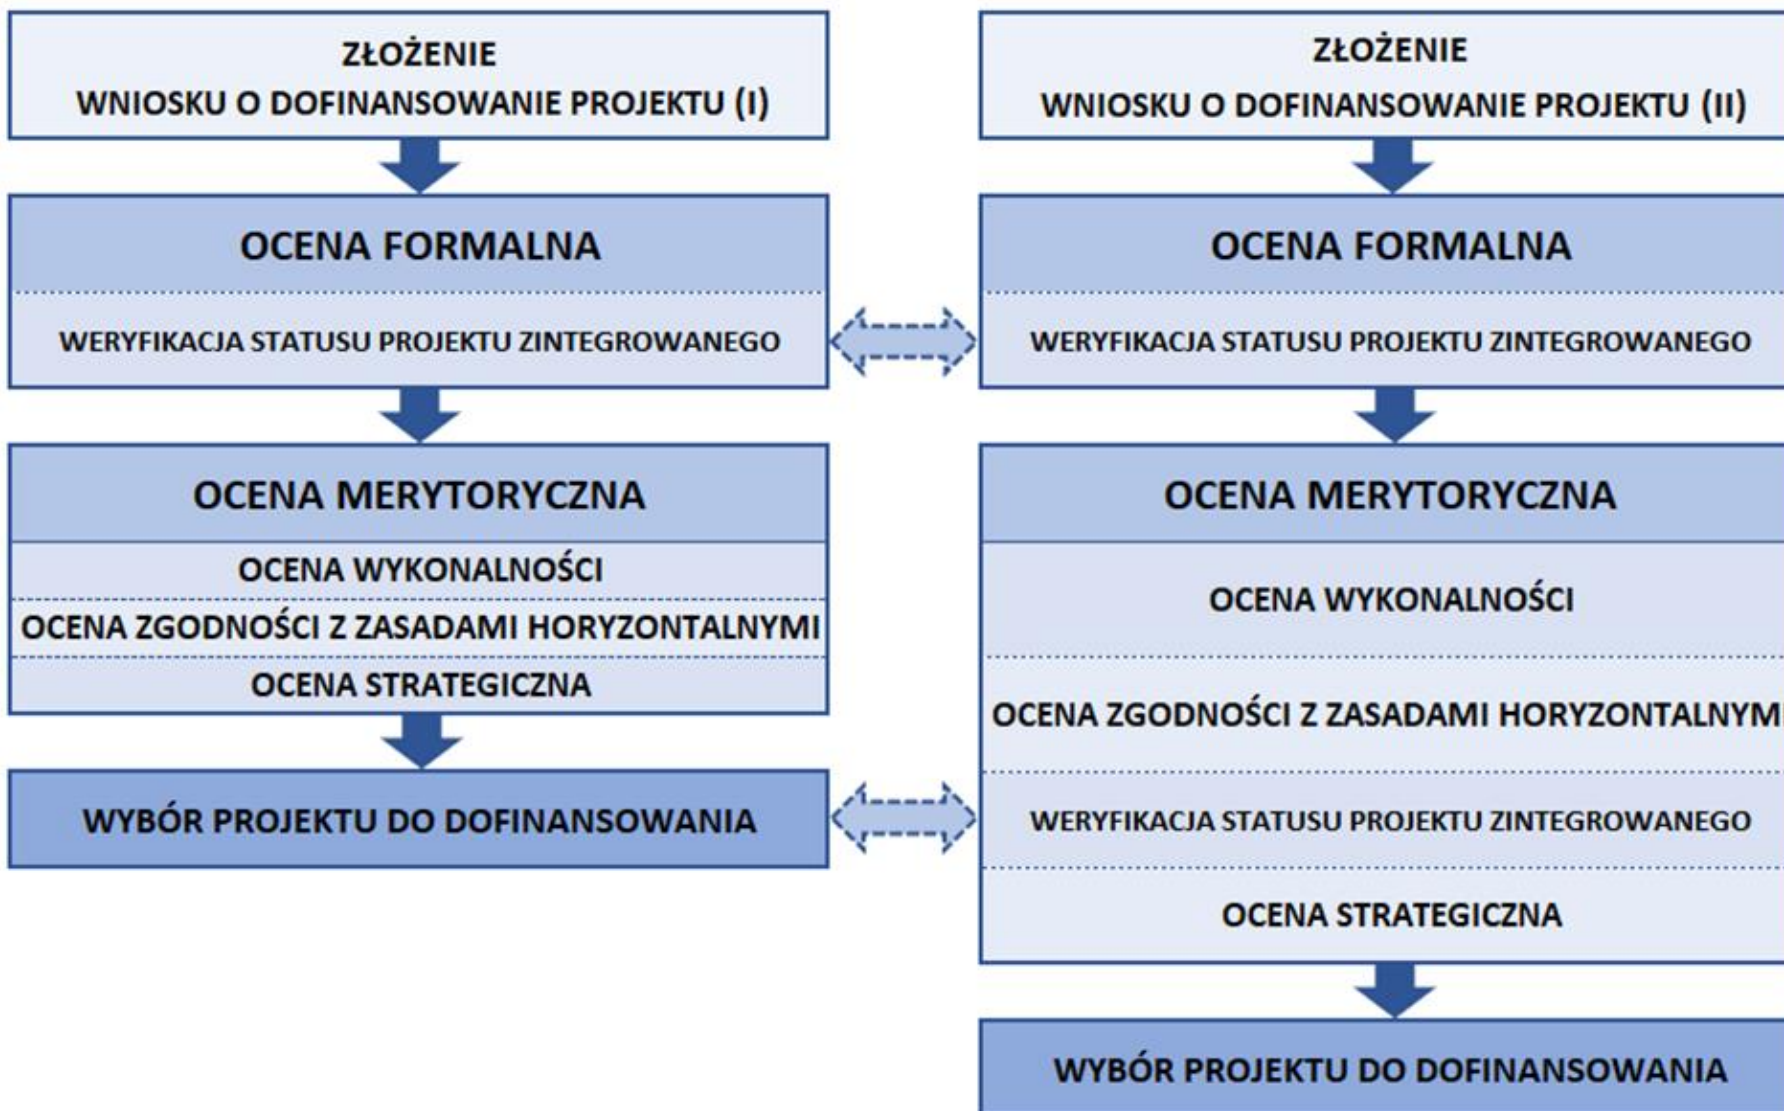 ZŁOŻENIE
WNIOSKU O DOFINANSOWANIE PROJEKTU (I)
OCENA FORMALNA
WERYFIKACJA STATUSU PROJEKTU ZINTEGROWANEGO
OCENA MERYTORYCZNA
OCENA WYKONALNOŚCI
OCENA ZGODNOŚCI Z ZASADAMI HORYZONTALNYMI
OCENA STRATEGICZNA
WYBÓR PROJEKTU DO DOFINANSOWANIA
ZŁOŻENIE
WNIOSKU O DOFINANSOWANIE PROJEKTU (II)
OCENA FORMALNA
WERYFIKACJA STATUSU PROJEKTU ZINTEGROWANEGO
OCENA MERYTORYCZNA
OCENA WYKONALNOŚCI
OCENA ZGODNOŚCI Z ZASADAMI HORYZONTALNYMI
WERYFIKACJA STATUSU PROJEKTU ZINTEGROWANEGO
OCENA STRATEGICZNA
WYBÓR PROJEKTU DO DOFINANSOWANIA